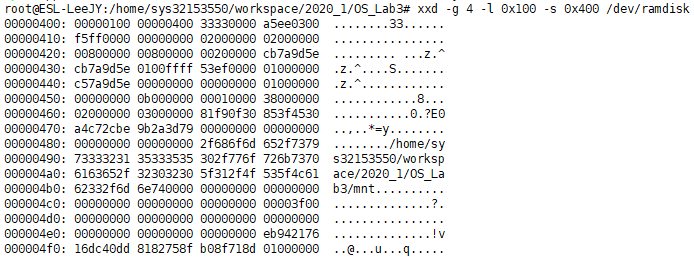 root@ESL-LeeJY:/home/sys32153550/workspace/2020_1/OS_Lab3# xxd -g 4 -l 0x100 -s 0x400 /dev/ramdisk
00000400: 00000100 00000400 33330000 a5ee0300  ........33......
00000410: f5ff0000 00000000 02000000 02000000  ................
00000420: 00800000 00800000 00200000 cb7a9d5e  ......... ...z.^
00000430: cb7a9d5e 0100ffff 53ef0000 01000000  .z.^....S.......
00000440: c57a9d5e 00000000 00000000 01000000  .z.^............
00000450: 00000000 0b000000 00010000 38000000  ............8...
00000460: 02000000 03000000 81f90f30 853f4530  ...........0.?E0
00000470: a4c72cbe 9b2a3d79 00000000 00000000  ..,..*=y........
00000480: 00000000 00000000 2f686f6d 652f7379  ......../home/sy
00000490: 73333231 35333535 302f776f 726b7370  s32153550/worksp
000004a0: 6163652f 32303230 5f312f4f 535f4c61  ace/2020_1/OS_La
000004b0: 62332f6d 6e740000 00000000 00000000  b3/mnt..........
000004c0: 00000000 00000000 00000000 00003f00  ..............?.
000004d0: 00000000 00000000 00000000 00000000  ................
000004e0: 00000000 00000000 00000000 eb942176  ..............!v
000004f0: 16dc40dd 8182758f b08f718d 01000000  ..@...u...q.....